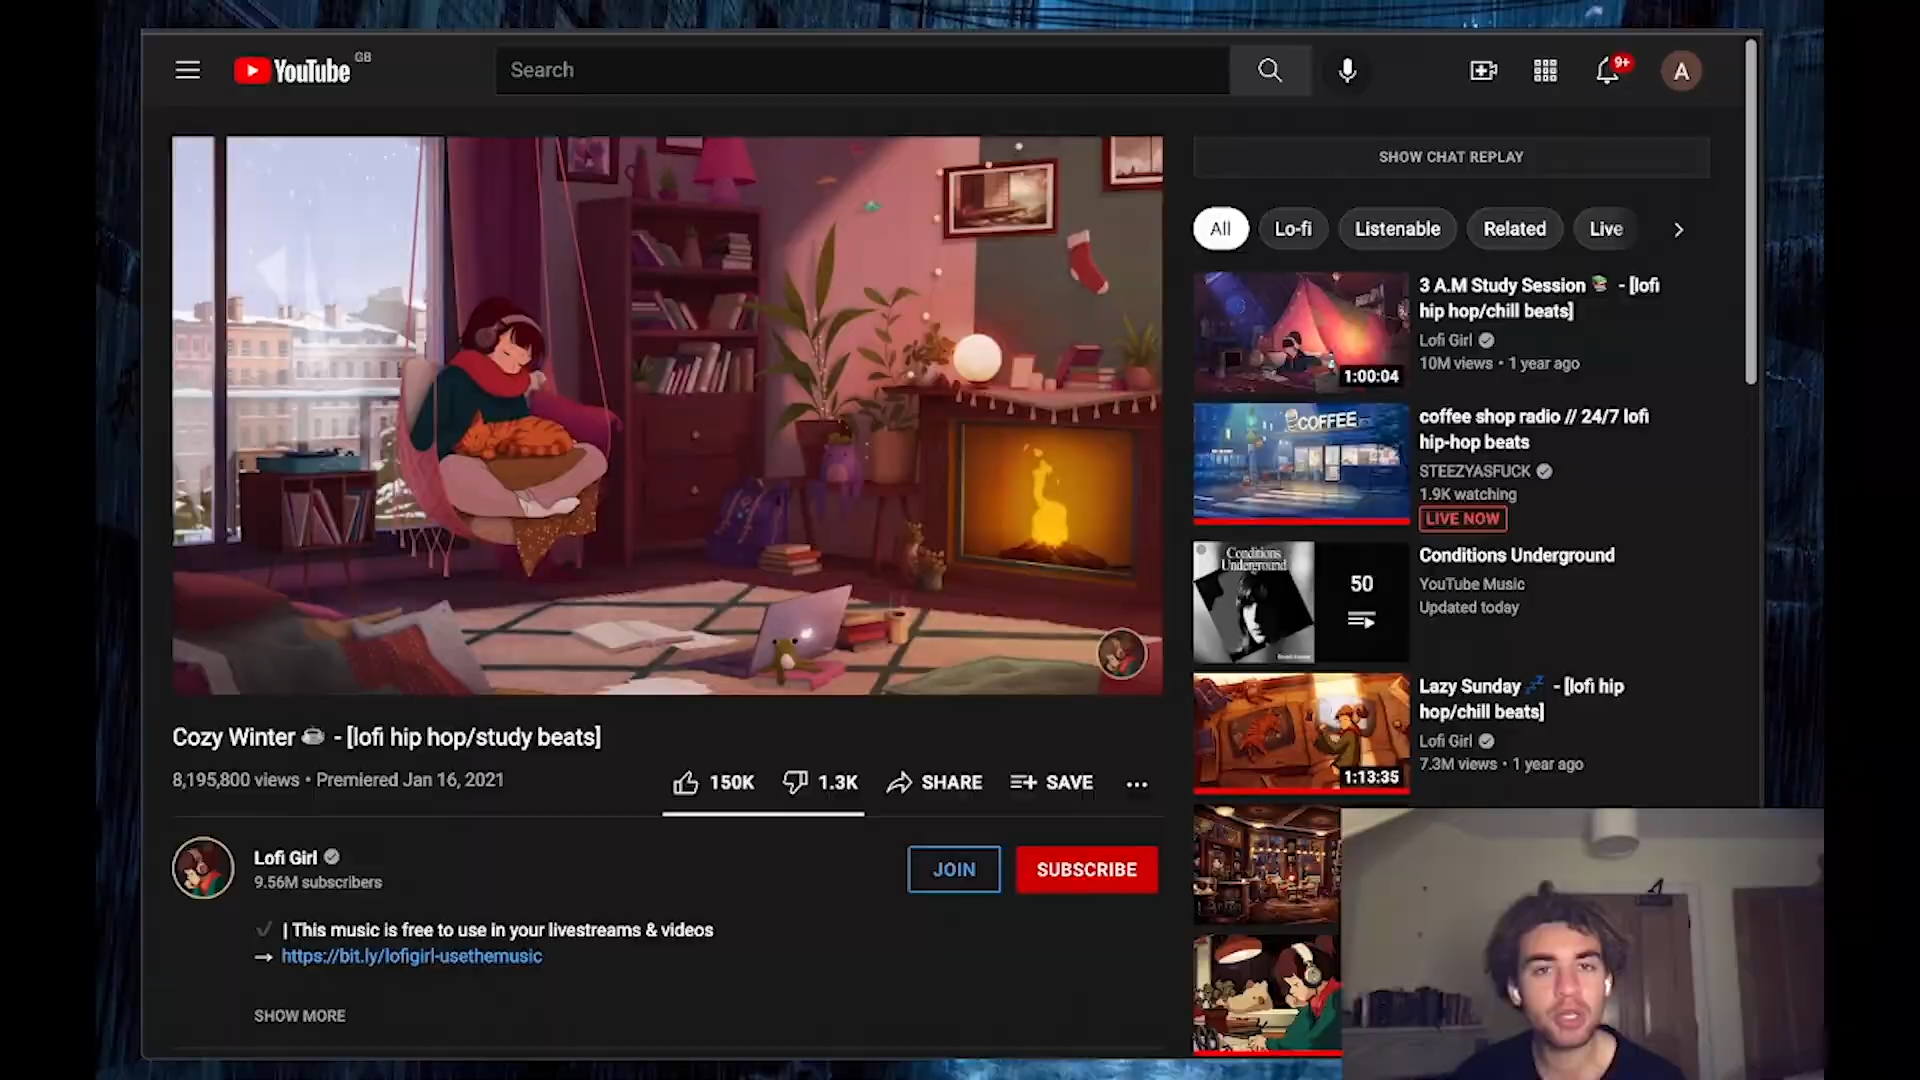 YouTube GB
Search
9+
A
SHOW CHAT REPLAY
All
Lo-fi
Listenable
Related
Live
3 A.M Study Session - [lofi
hip hop/chill beats]
Lofi Girl
10M views • 1 year ago
1:00:04
COFFEE
coffee shop radio // 24/7 lofi
hip-hop beats
STEEZYASFUCK
1.9K watching
LIVE NOW
Conditions
Underground
50
Conditions Underground
YouTube Music
Updated today
Lazy Sunday 💤 - [lofi hip
hop/chill beats]
Lofi Girl
7.3M views • 1 year ago
1:13:35
Cozy Winter ☕ - [lofi hip hop/study beats]
8,195,800 views • Premiered Jan 16, 2021
150K
1.3K
SHARE
SAVE
Lofi Girl
9.56M subscribers
JOIN
SUBSCRIBE
✓ | This music is free to use in your livestreams & videos
→ https://bit.ly/lofigirl-usethemusic
SHOW MORE